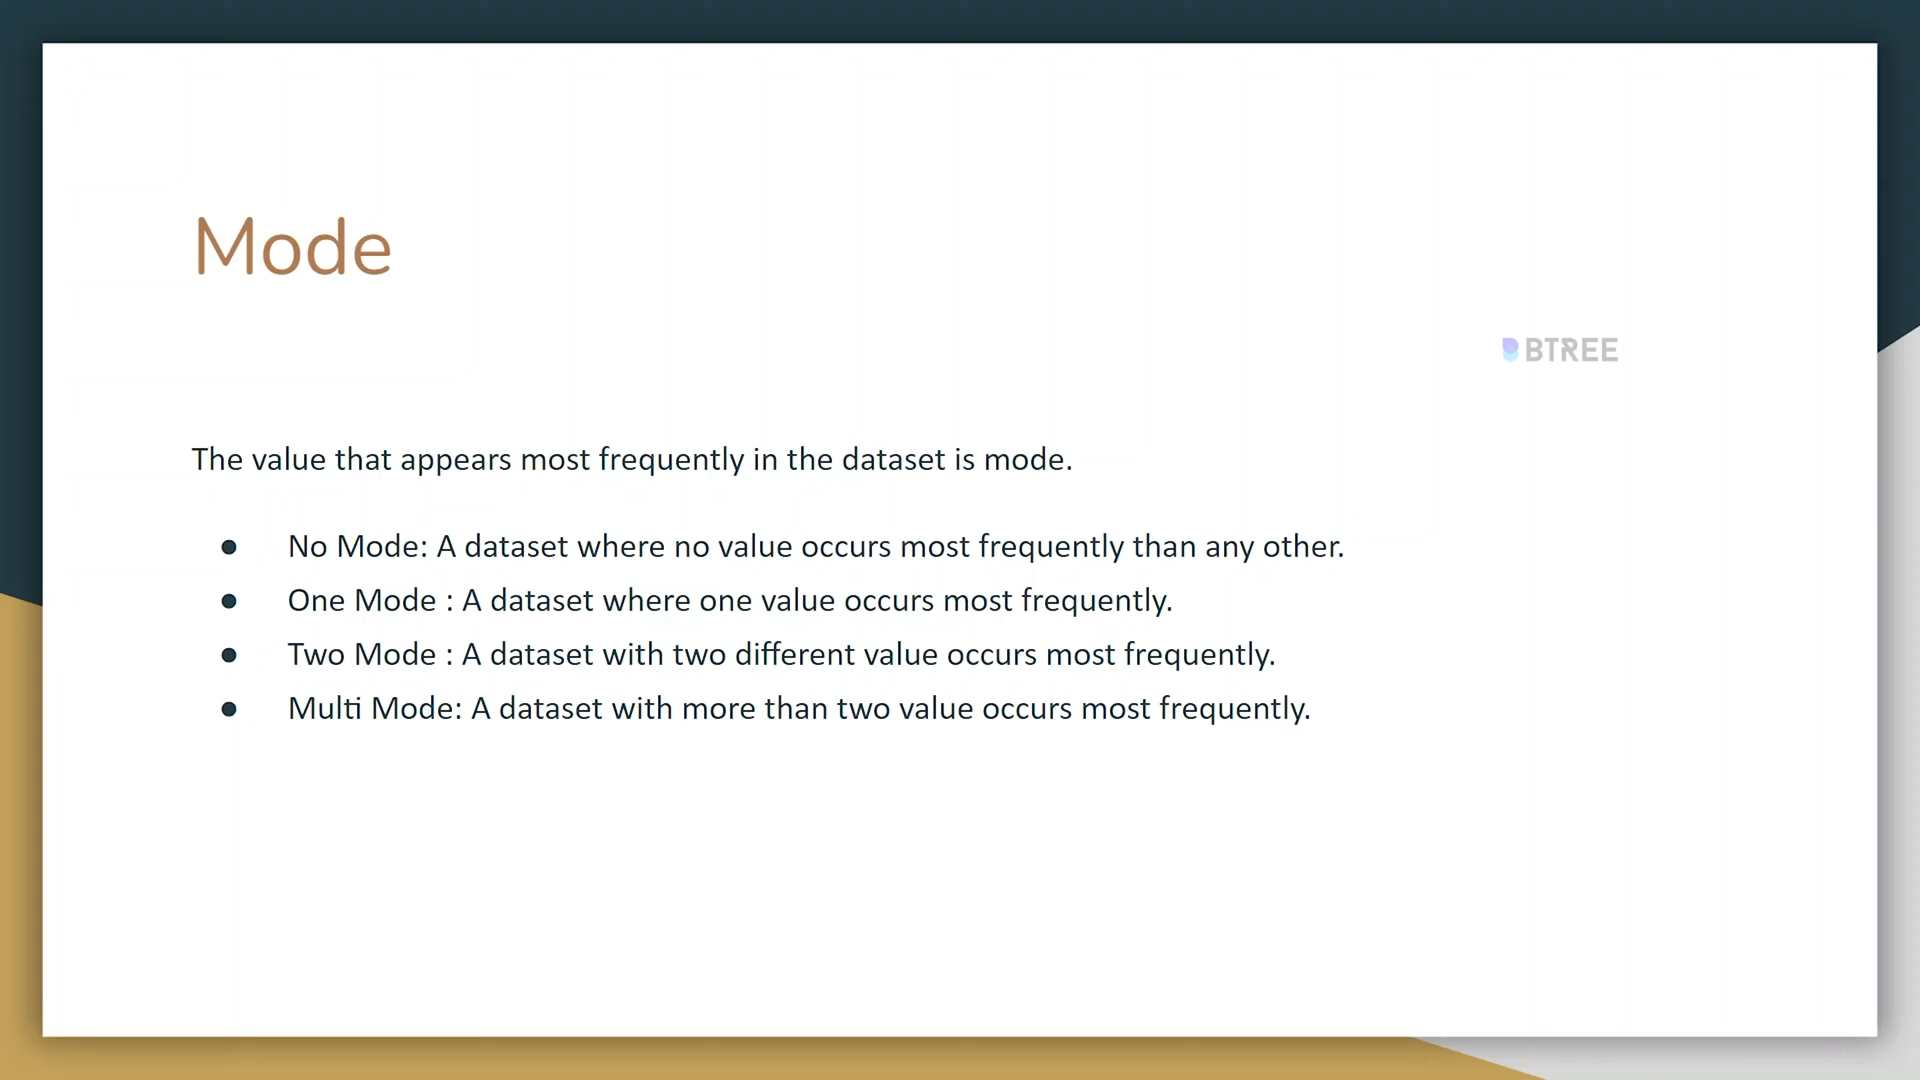 Mode
BTREE
The value that appears most frequently in the dataset is mode.
● No Mode: A dataset where no value occurs most frequently than any other.
● One Mode : A dataset where one value occurs most frequently.
● Two Mode : A dataset with two different value occurs most frequently.
● Multi Mode: A dataset with more than two value occurs most frequently.